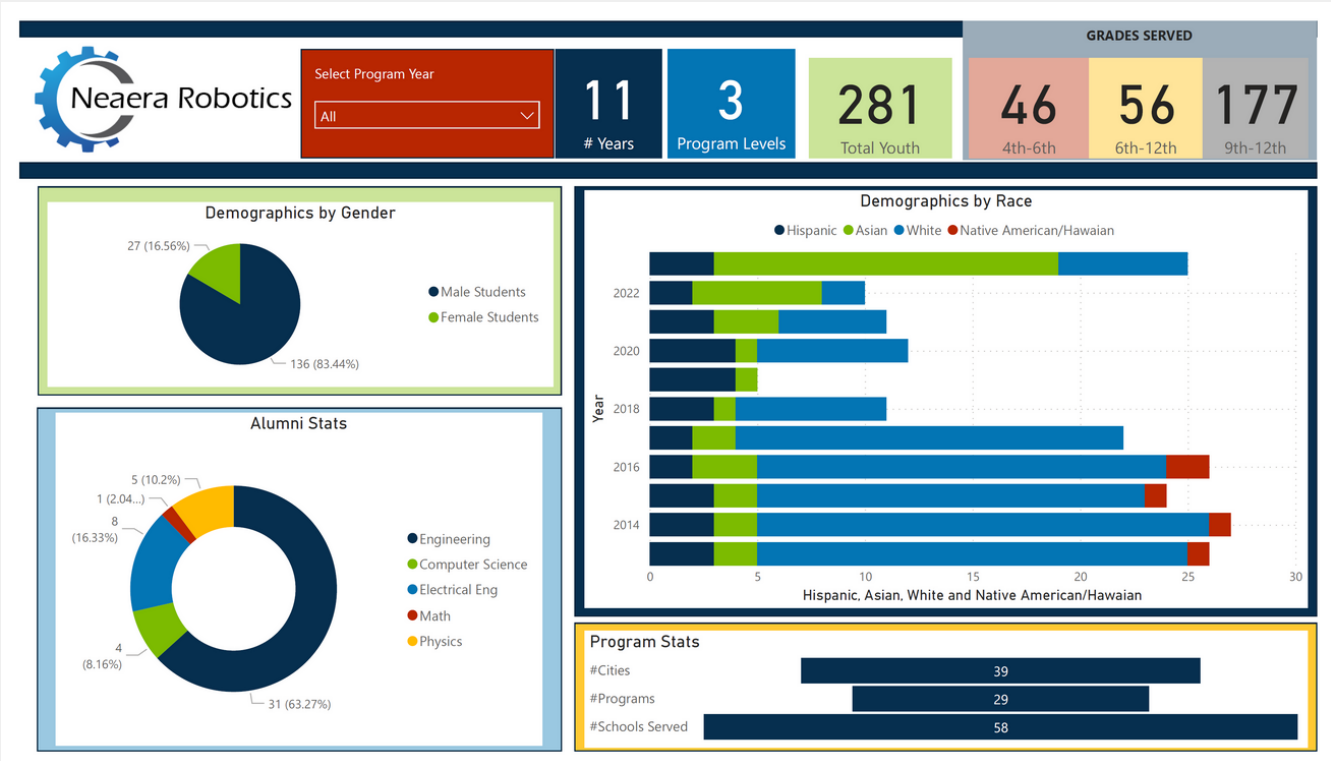 GRADES SERVED
Neaera Robotics
Select Program Year
All
11
# Years
3
Program Levels
281
Total Youth
46
4th-6th
56
6th-12th
177
9th-12th
Demographics by Gender
27 (16.56%)
136 (83.44%)
Male Students
Female Students
Alumni Stats
5 (10.2%)
1 (2.04...)
8
(16.33%)
4
(8.16%)
31 (63.27%)
Engineering
Computer Science
Electrical Eng
Math
Physics
Demographics by Race
Hispanic Asian White Native American/Hawaian
Year
2022
2020
2018
2016
2014
0 5 10 15 20 25 30
Hispanic, Asian, White and Native American/Hawaian
Program Stats
#Cities 39
#Programs 29
#Schools Served 58